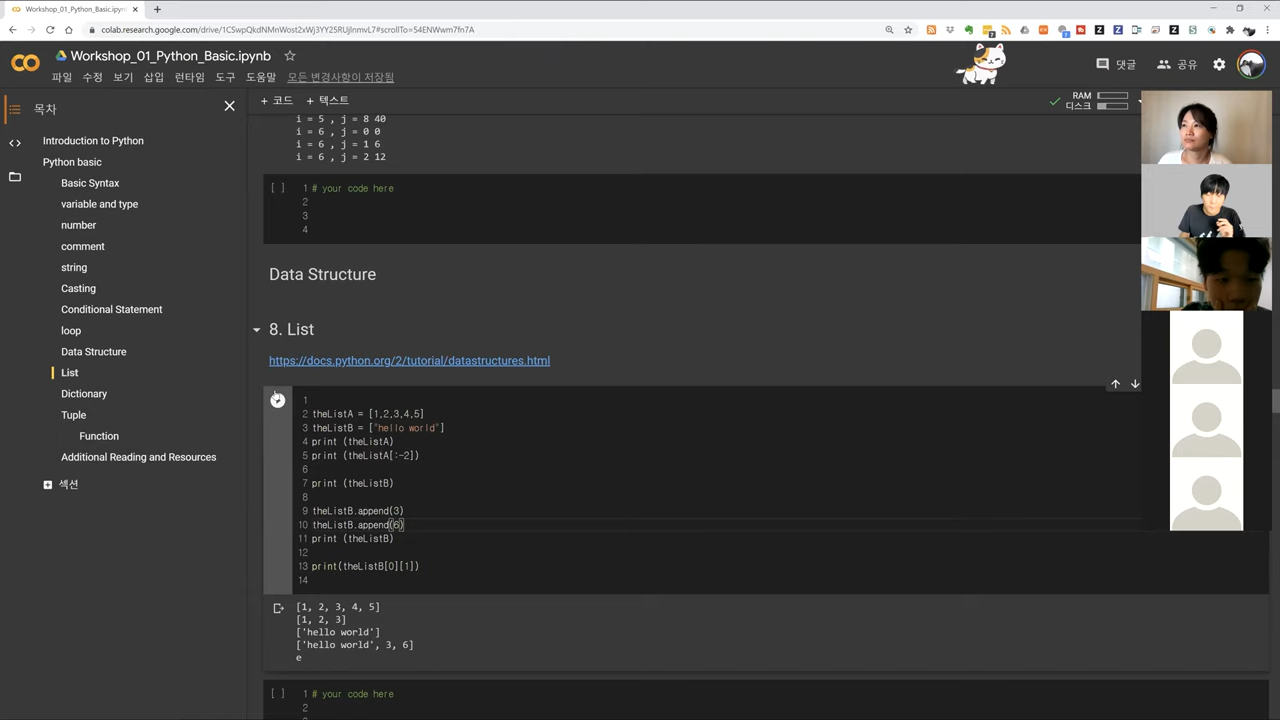 Workshop_01_Python_Basic.ipynb
colab.research.google.com/drive/1CSwpQkdNMnWost2xWj3YY25RUjlnmvL7#scrollTo=54ENWwm7fn7A
Workshop_01_Python_Basic.ipynb
댓글
공유
파일 수정 보기 삽입 런타임 도구 도움말 모든 변경사항이 저장됨
+ 코드 + 텍스트
RAM
디스크
목차
Introduction to Python
Python basic
Basic Syntax
variable and type
number
comment
string
Casting
Conditional Statement
loop
Data Structure
List
Dictionary
Tuple
Function
Additional Reading and Resources
섹션
i = 5 , j = 8 40
i = 6 , j = 0 0
i = 6 , j = 1 6
i = 6 , j = 2 12
[ ] 1 # your code here
2
3
4
Data Structure
8. List
https://docs.python.org/2/tutorial/datastructures.html
1
2 theListA = [1,2,3,4,5]
3 theListB = ["hello world"]
4 print (theListA)
5 print (theListA[:-2])
6
7 print (theListB)
8
9 theListB.append(3)
10 theListB.append(6)
11 print (theListB)
12
13 print(theListB[0][1])
14
[1, 2, 3, 4, 5]
[1, 2, 3]
['hello world']
['hello world', 3, 6]
e
[ ] 1 # your code here
2